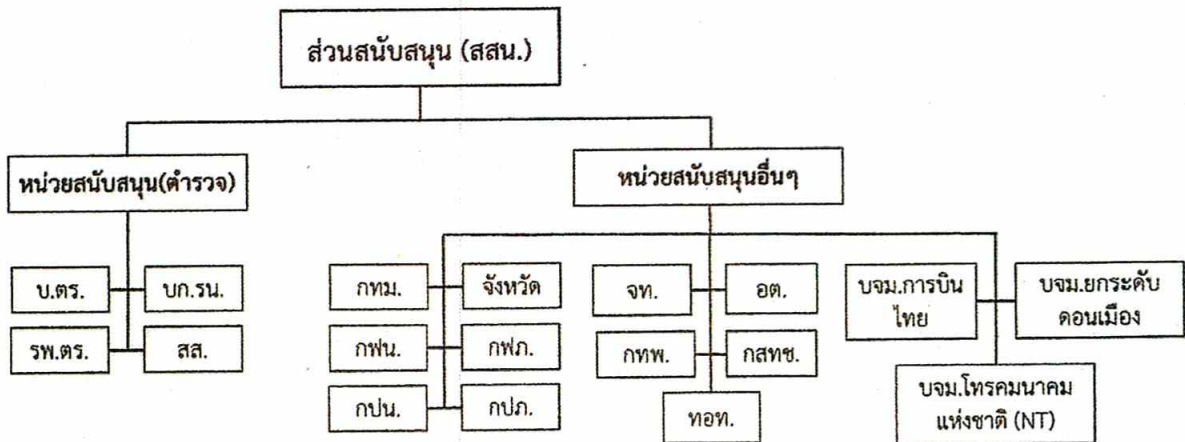 ส่วนสนับสนุน (สสน.)
หน่วยสนับสนุน(ตำรวจ)
หน่วยสนับสนุนอื่นๆ
บ.ตร.
บก.รน.
รพ.ตร.
สส.
กทม.
จังหวัด
กฟน.
กฟภ.
กปน.
กปภ.
จท.
อต.
กทพ.
กสทช.
ทอท.
บจม.การบิน
ไทย
บจม.ยกระดับ
ดอนเมือง
บจม.โทรคมนาคม
แห่งชาติ (NT)